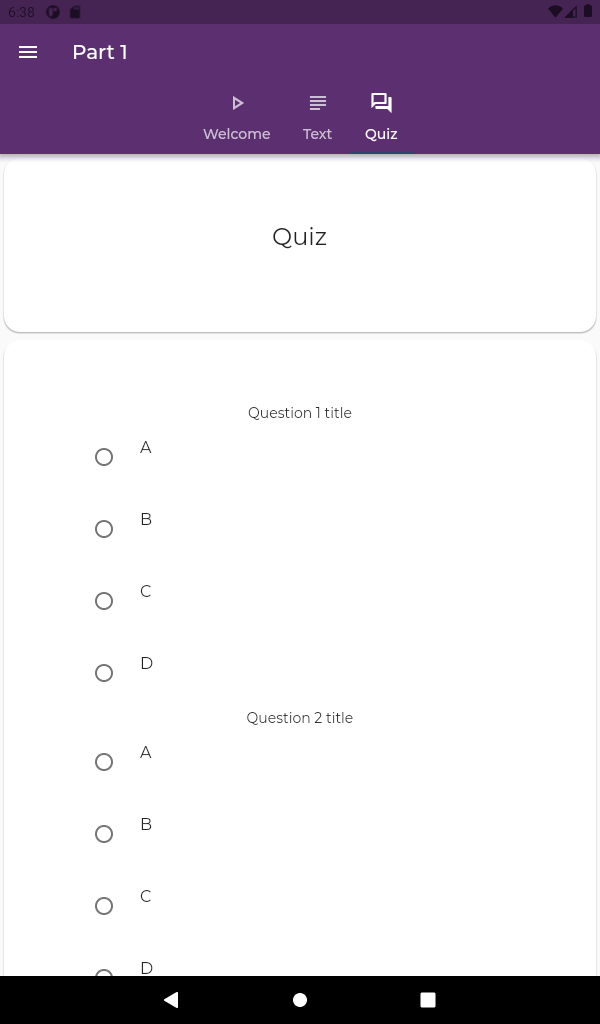 6:38
Part 1
Welcome Text Quiz
Quiz
Question 1 title
A
B
C
D
Question 2 title
A
B
C
D